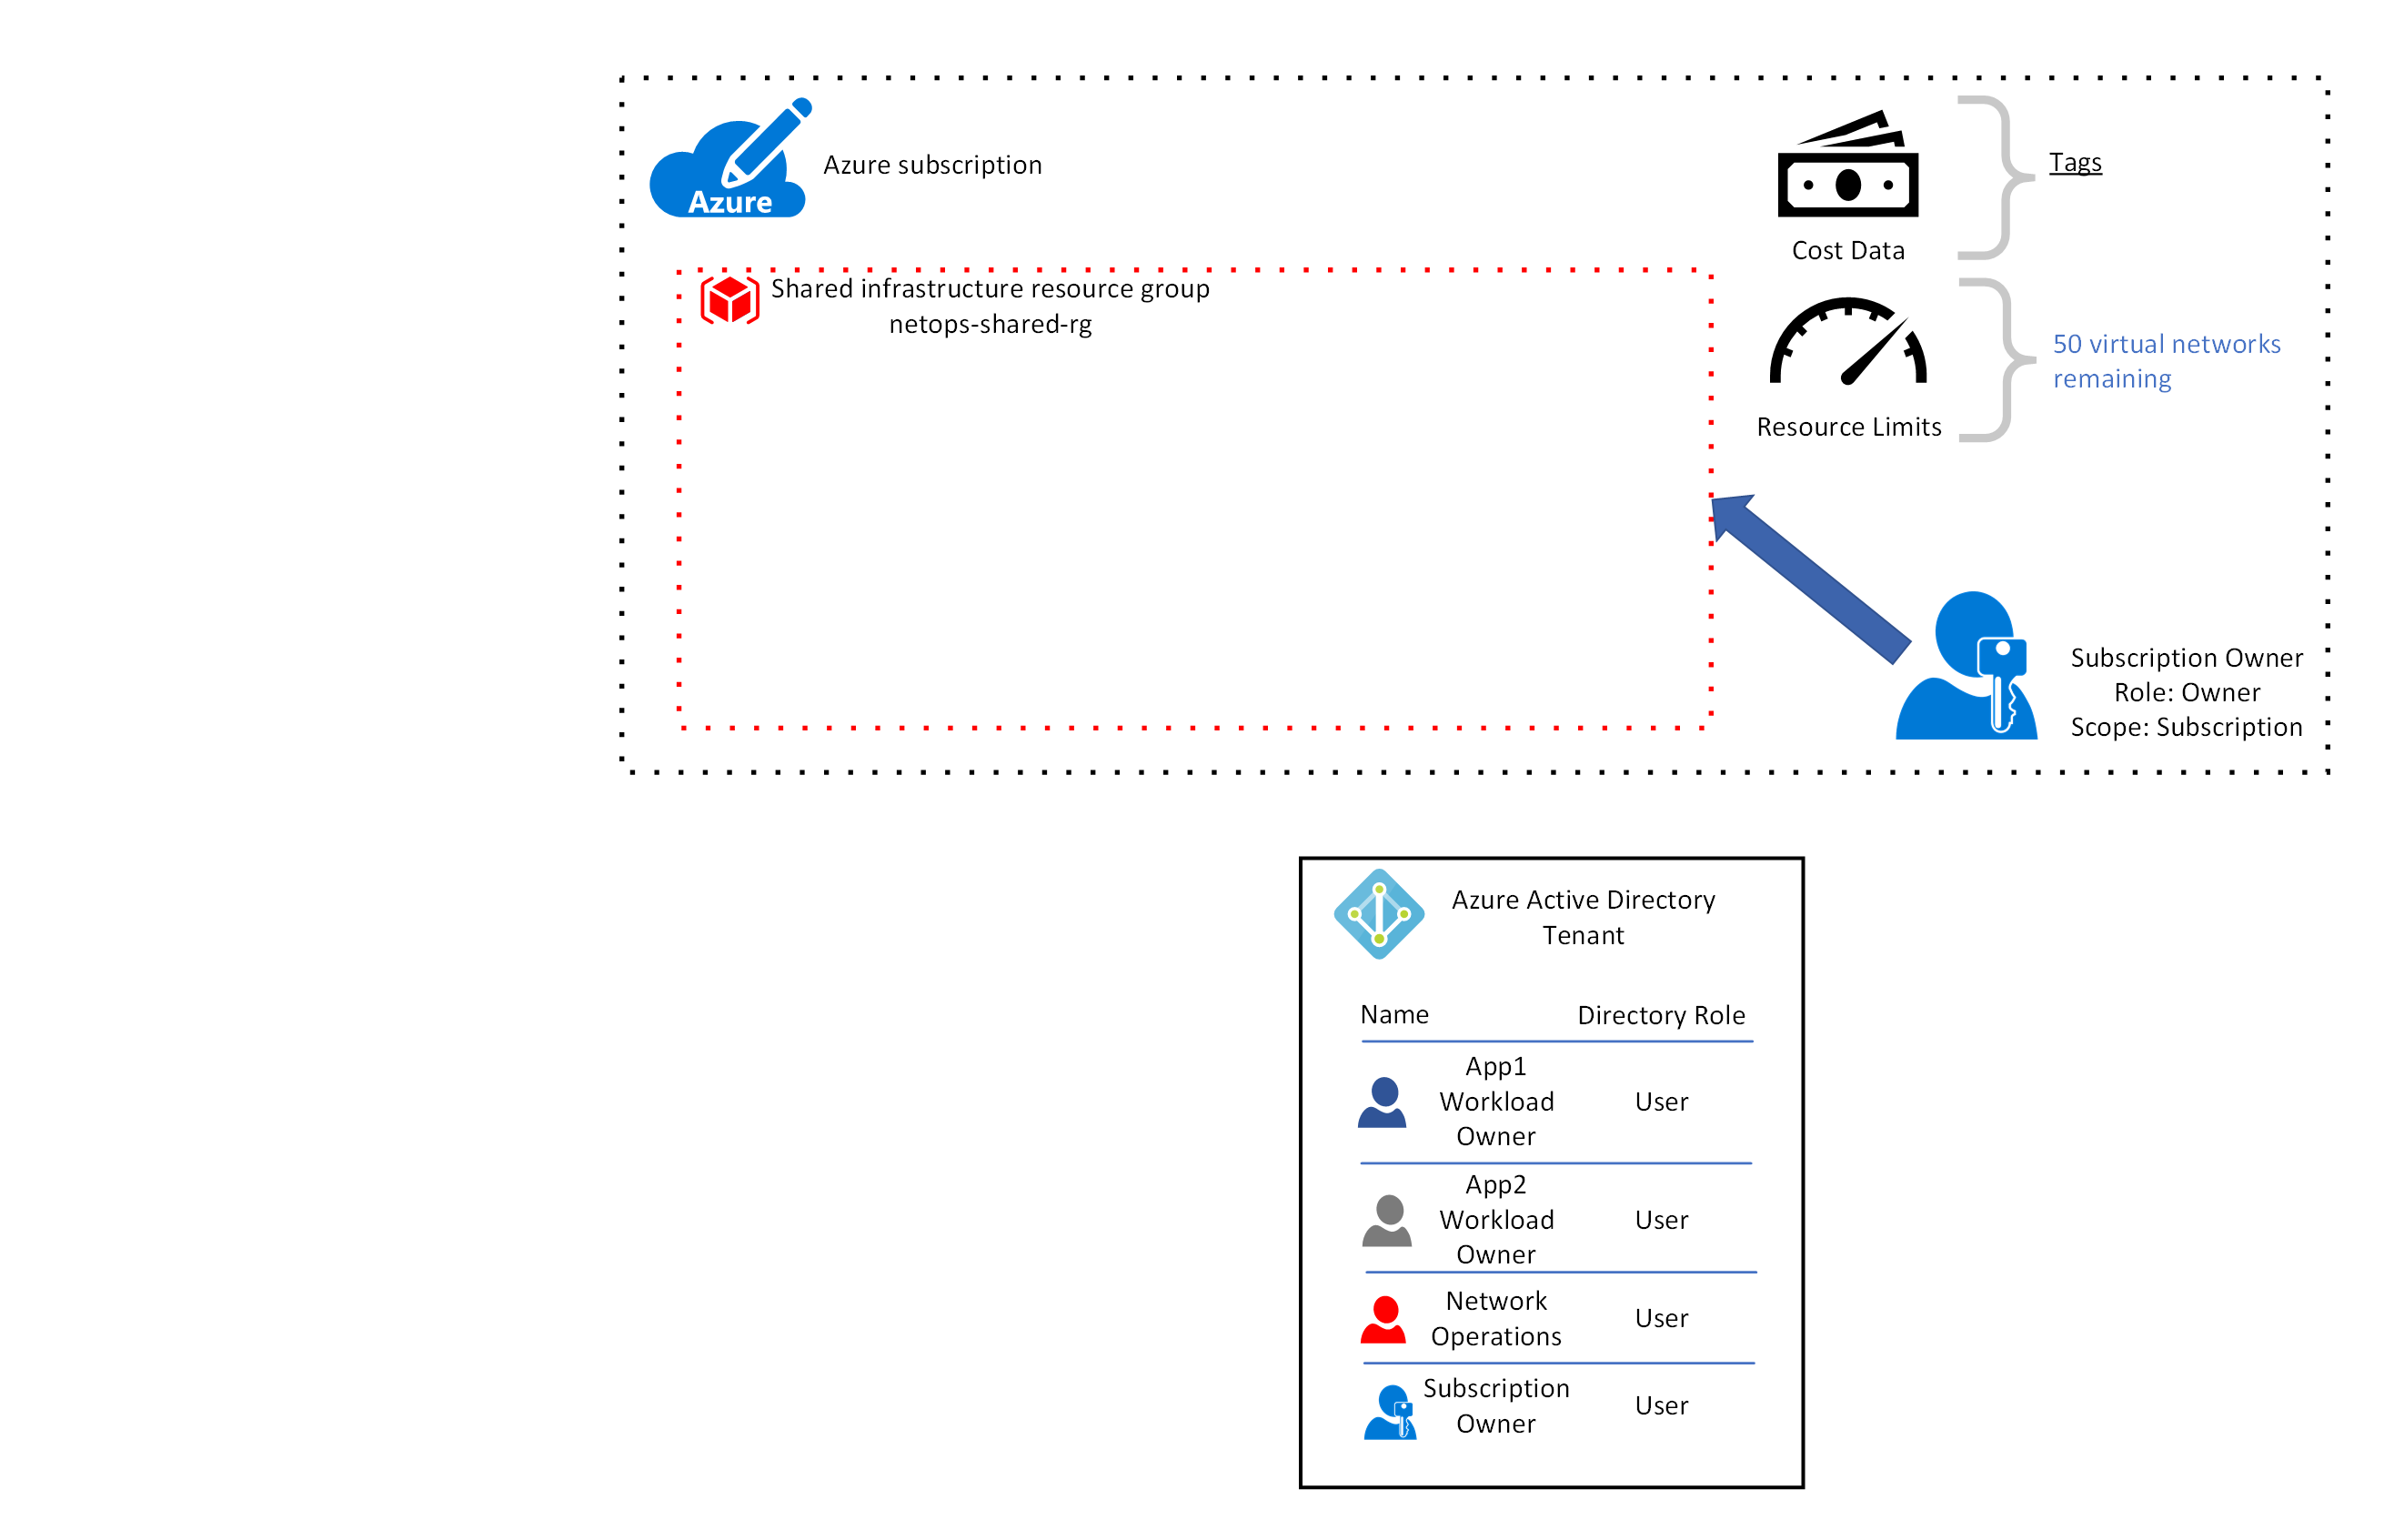 Azure
Azure subscription
Cost Data
Tags
Shared infrastructure resource group
netops-shared-rg
Resource Limits
50 virtual networks
remaining
Subscription Owner
Role: Owner
Scope: Subscription
Azure Active Directory
Tenant
Name
Directory Role
App1
Workload
Owner
User
App2
Workload
Owner
User
Network
Operations
User
Subscription
Owner
User